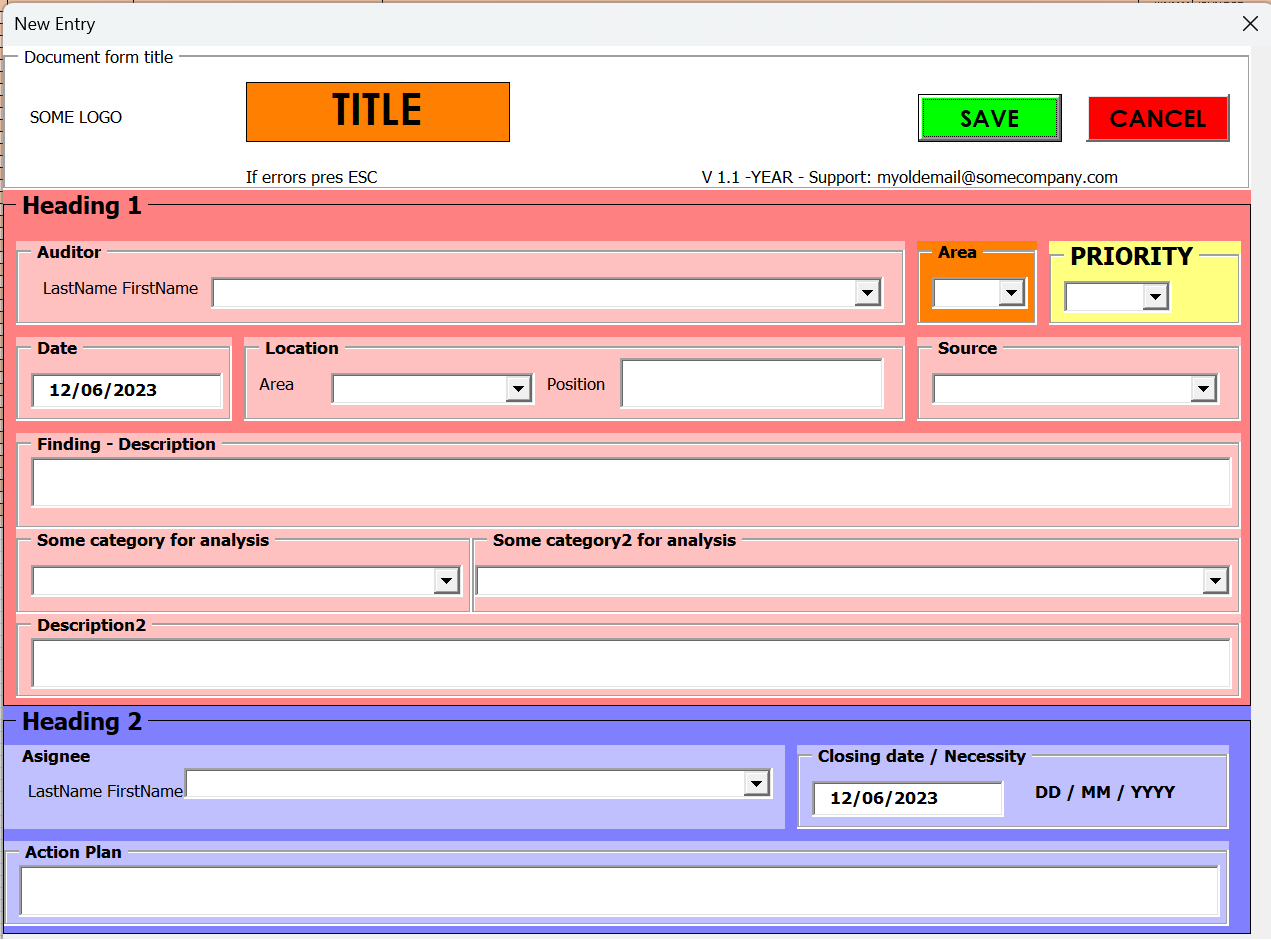 New Entry
Document form title
SOME LOGO
TITLE
SAVE
CANCEL
If errors pres ESC
V 1.1 -YEAR - Support: myoldemail@somecompany.com
Heading 1
Auditor
LastName FirstName
Area
PRIORITY
Date
12/06/2023
Location
Area
Position
Source
Finding - Description
Some category for analysis
Some category2 for analysis
Description2
Heading 2
Asignee
LastName FirstName
Closing date / Necessity
12/06/2023
DD / MM / YYYY
Action Plan